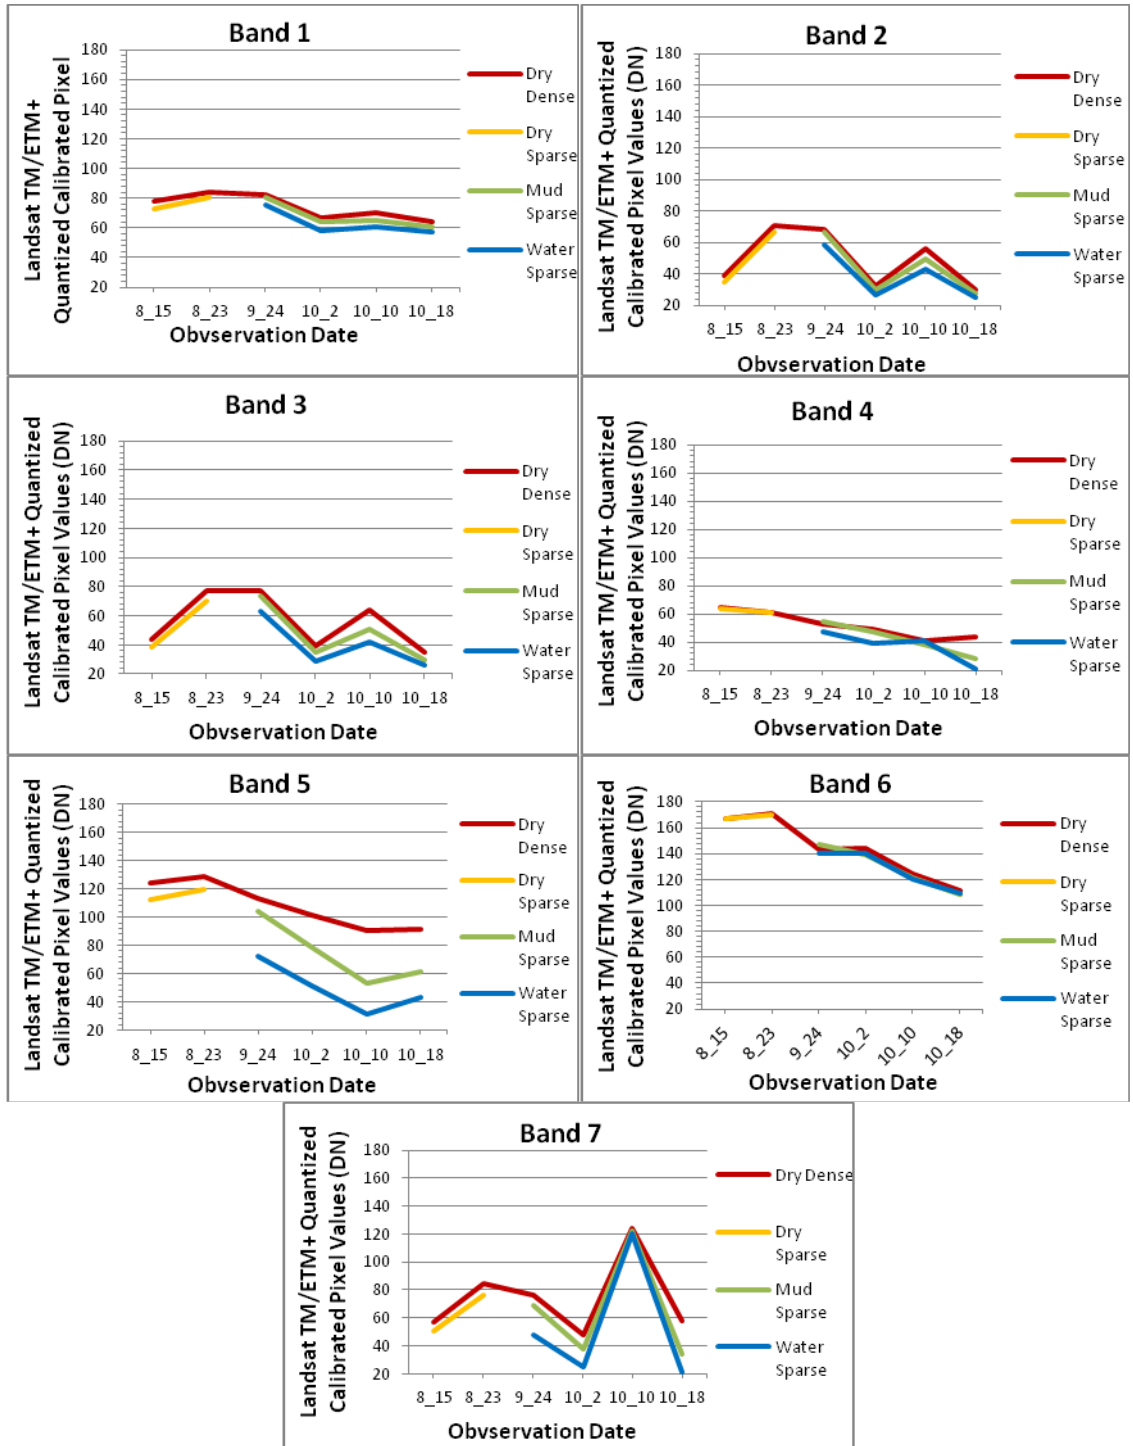 Band 1
Landsat TM/ETM+
Quantized Calibrated Pixel
180
160
140
120
100
80
60
40
20
8_15 8_23 9_24 10_2 10_10 10_18
Obvservation Date
Dry
Dense
Dry
Sparse
Mud
Sparse
Water
Sparse
Band 2
Landsat TM/ETM+ Quantized
Calibrated Pixel Values (DN)
180
160
140
120
100
80
60
40
20
8_15 8_23 9_24 10_2 10_10 10_18
Obvservation Date
Dry
Dense
Dry
Sparse
Mud
Sparse
Water
Sparse
Band 3
Landsat TM/ETM+ Quantized
Calibrated Pixel Values (DN)
180
160
140
120
100
80
60
40
20
8_15 8_23 9_24 10_2 10_10 10_18
Obvservation Date
Dry
Dense
Dry
Sparse
Mud
Sparse
Water
Sparse
Band 4
Landsat TM/ETM+ Quantized
Calibrated Pixel Values (DN)
180
160
140
120
100
80
60
40
20
8_15 8_23 9_24 10_2 10_10 10_18
Obvservation Date
Dry
Dense
Dry
Sparse
Mud
Sparse
Water
Sparse
Band 5
Landsat TM/ETM+ Quantized
Calibrated Pixel Values (DN)
180
160
140
120
100
80
60
40
20
8_15 8_23 9_24 10_2 10_10 10_18
Obvservation Date
Dry
Dense
Dry
Sparse
Mud
Sparse
Water
Sparse
Band 6
Landsat TM/ETM+ Quantized
Calibrated Pixel Values (DN)
180
160
140
120
100
80
60
40
20
8_15 8_23 9_24 10_2 10_10 10_18
Obvservation Date
Dry
Dense
Dry
Sparse
Mud
Sparse
Water
Sparse
Band 7
Landsat TM/ETM+ Quantized
Calibrated Pixel Values (DN)
180
160
140
120
100
80
60
40
20
8_15 8_23 9_24 10_2 10_10 10_18
Obvservation Date
Dry Dense
Dry
Sparse
Mud
Sparse
Water
Sparse